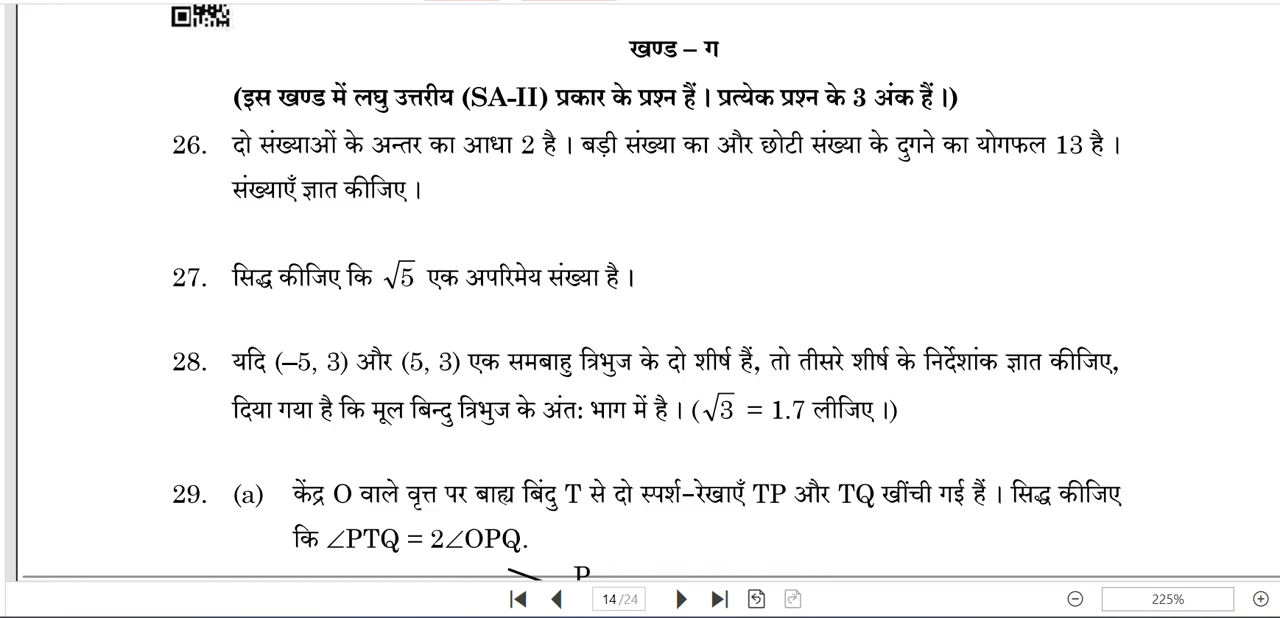 खण्ड – ग
(इस खण्ड में लघु उत्तरीय (SA-II) प्रकार के प्रश्न हैं । प्रत्येक प्रश्न के 3 अंक हैं ।)
26. दो संख्याओं के अन्तर का आधा 2 है । बड़ी संख्या का और छोटी संख्या के दुगने का योगफल 13 है ।
संख्याएँ ज्ञात कीजिए ।
27. सिद्ध कीजिए कि √5 एक अपरिमेय संख्या है ।
28. यदि (–5, 3) और (5, 3) एक समबाहु त्रिभुज के दो शीर्ष हैं, तो तीसरे शीर्ष के निर्देशांक ज्ञात कीजिए,
दिया गया है कि मूल बिन्दु त्रिभुज के अंत: भाग में है । (√3 = 1.7 लीजिए ।)
29. (a) केंद्र O वाले वृत्त पर बाह्य बिंदु T से दो स्पर्श-रेखाएँ TP और TQ खींची गई हैं । सिद्ध कीजिए
कि ∠PTQ = 2∠OPQ.
P
14 /24 225%